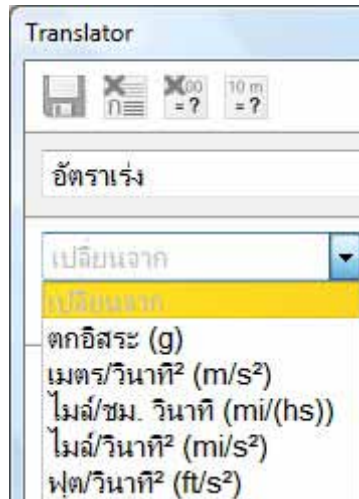 Translator
X
ก
X00
= ?
10 m
= ?
อัตราเร่ง
เปลี่ยนจาก
เปลี่ยนจาก
ตกอิสระ (g)
เมตร/วินาที² (m/s²)
ไมล์/ชม. วินาที (mi/(hs))
ไมล์/วินาที² (mi/s²)
ฟุต/วินาที² (ft/s²)